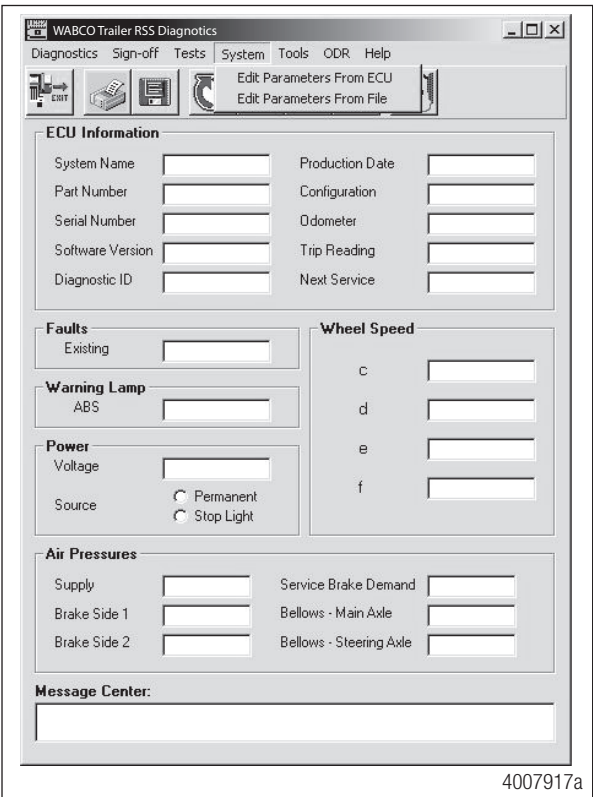 WABCO Trailer RSS Diagnotics
Diagnostics Sign-off Tests System Tools ODR Help
Edit Parameters From ECU
Edit Parameters From File
EXIT
ECU Information
System Name Production Date
Part Number Configuration
Serial Number Odometer
Software Version Trip Reading
Diagnostic ID Next Service
Faults
Existing
Warning Lamp
ABS
Power
Voltage
Source
Permanent
Stop Light
Wheel Speed
c
d
e
f
Air Pressures
Supply Service Brake Demand
Brake Side 1 Bellows - Main Axle
Brake Side 2 Bellows - Steering Axle
Message Center:
4007917a